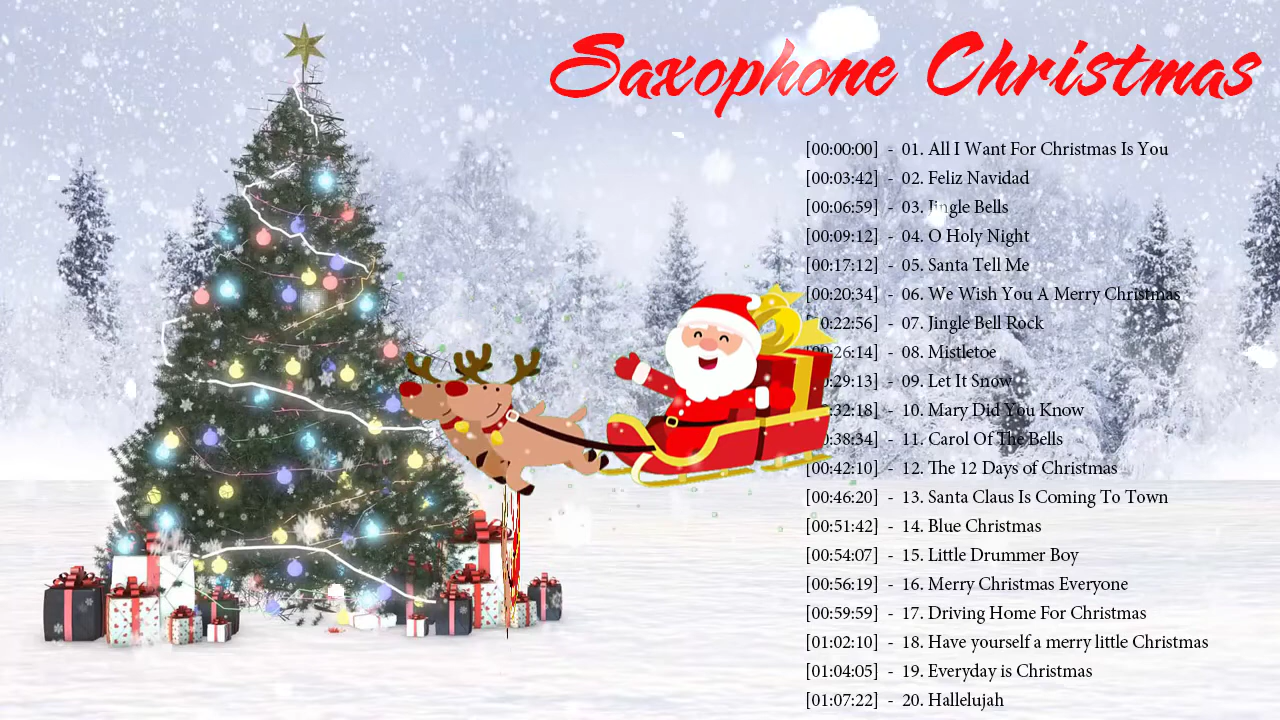 Saxophone Christmas
[00:00:00] - 01. All I Want For Christmas Is You
[00:03:42] - 02. Feliz Navidad
[00:06:59] - 03. Jingle Bells
[00:09:12] - 04. O Holy Night
[00:17:12] - 05. Santa Tell Me
[00:20:34] - 06. We Wish You A Merry Christmas
00:22:56] - 07. Jingle Bell Rock
00:26:14] - 08. Mistletoe
:29:13] - 09. Let It Snow
:32:18] - 10. Mary Did You Know
:38:34] - 11. Carol Of The Bells
[00:42:10] - 12. The 12 Days of Christmas
[00:46:20] - 13. Santa Claus Is Coming To Town
[00:51:42] - 14. Blue Christmas
[00:54:07] - 15. Little Drummer Boy
[00:56:19] - 16. Merry Christmas Everyone
[00:59:59] - 17. Driving Home For Christmas
[01:02:10] - 18. Have yourself a merry little Christmas
[01:04:05] - 19. Everyday is Christmas
[01:07:22] - 20. Hallelujah